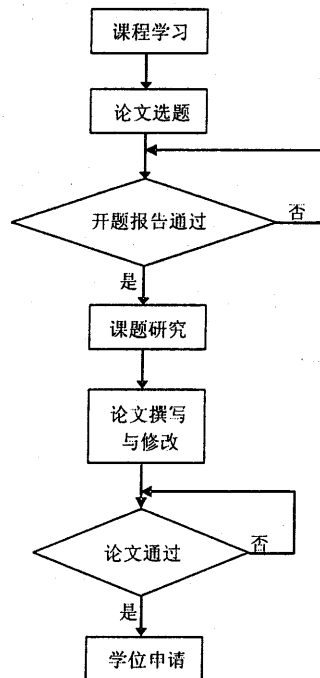 课程学习
论文选题
开题报告通过
否
是
课题研究
论文撰写
与修改
论文通过
否
是
学位申请